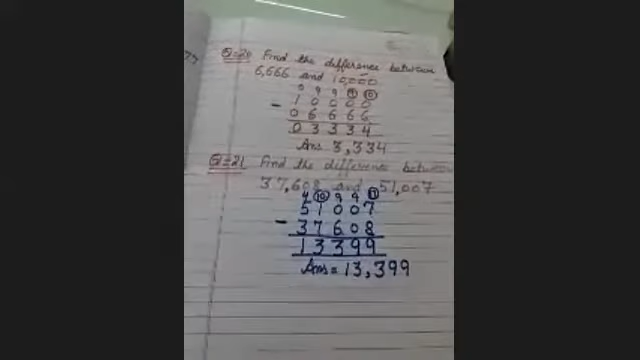 Q=20 Find the difference between
6,666 and 10,000
0 9 9 9 10
1 0 0 0 0
- 0 6 6 6 6
0 3 3 3 4
Ans 3,334
Q=21 Find the difference between
37,608 and 51,007
4 10 9 9 17
5 1 0 0 7
- 3 7 6 0 8
1 3 3 9 9
Ans = 13,399